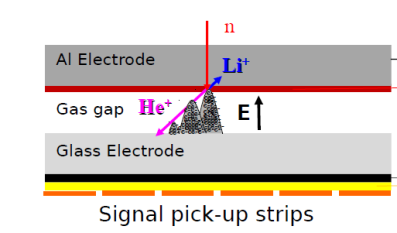 n
Al Electrode
Li⁺
Gas gap He⁺ E
Glass Electrode
Signal pick-up strips